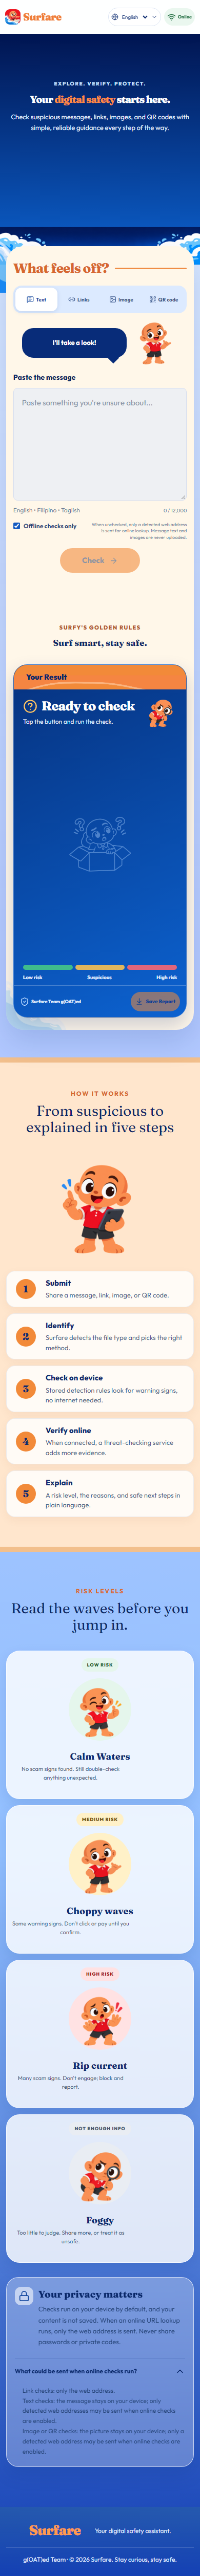 Surfare
English
Online
EXPLORE. VERIFY. PROTECT.
Your digital safety starts here.
Check suspicious messages, links, images, and QR codes with
simple, reliable guidance every step of the way.
What feels off?
Text
Links
Image
QR code
I'll take a look!
Paste the message
Paste something you're unsure about...
English • Filipino • Taglish
0 / 12,000
Offline checks only
When unchecked, only a detected web address
is sent for online lookup. Message text and
images are never uploaded.
Check
SURFY'S GOLDEN RULES
Surf smart, stay safe.
Your Result
Ready to check
Tap the button and run the check.
Low risk
Suspicious
High risk
Surfare Team g(OAT)ed
Save Report
HOW IT WORKS
From suspicious to
explained in five steps
1
Submit
Share a message, link, image, or QR code.
2
Identify
Surfare detects the file type and picks the right
method.
3
Check on device
Stored detection rules look for warning signs,
no internet needed.
4
Verify online
When connected, a threat-checking service
adds more evidence.
5
Explain
A risk level, the reasons, and safe next steps in
plain language.
RISK LEVELS
Read the waves before you
jump in.
LOW RISK
Calm Waters
No scam signs found. Still double-check
anything unexpected.
MEDIUM RISK
Choppy waves
Some warning signs. Don't click or pay until you
confirm.
HIGH RISK
Rip current
Many scam signs. Don't engage; block and
report.
NOT ENOUGH INFO
Foggy
Too little to judge. Share more, or treat it as
unsafe.
Your privacy matters
Checks run on your device by default, and your
content is not saved. When an online URL lookup
runs, only the web address is sent. Never share
passwords or private codes.
What could be sent when online checks run?
Link checks: only the web address.
Text checks: the message stays on your device; only
detected web addresses may be sent when online checks
are enabled.
Image or QR checks: the picture stays on your device; only a
detected web address may be sent when online checks are
enabled.
Surfare
Your digital safety assistant.
g(OAT)ed Team · © 2026 Surfare. Stay curious, stay safe.